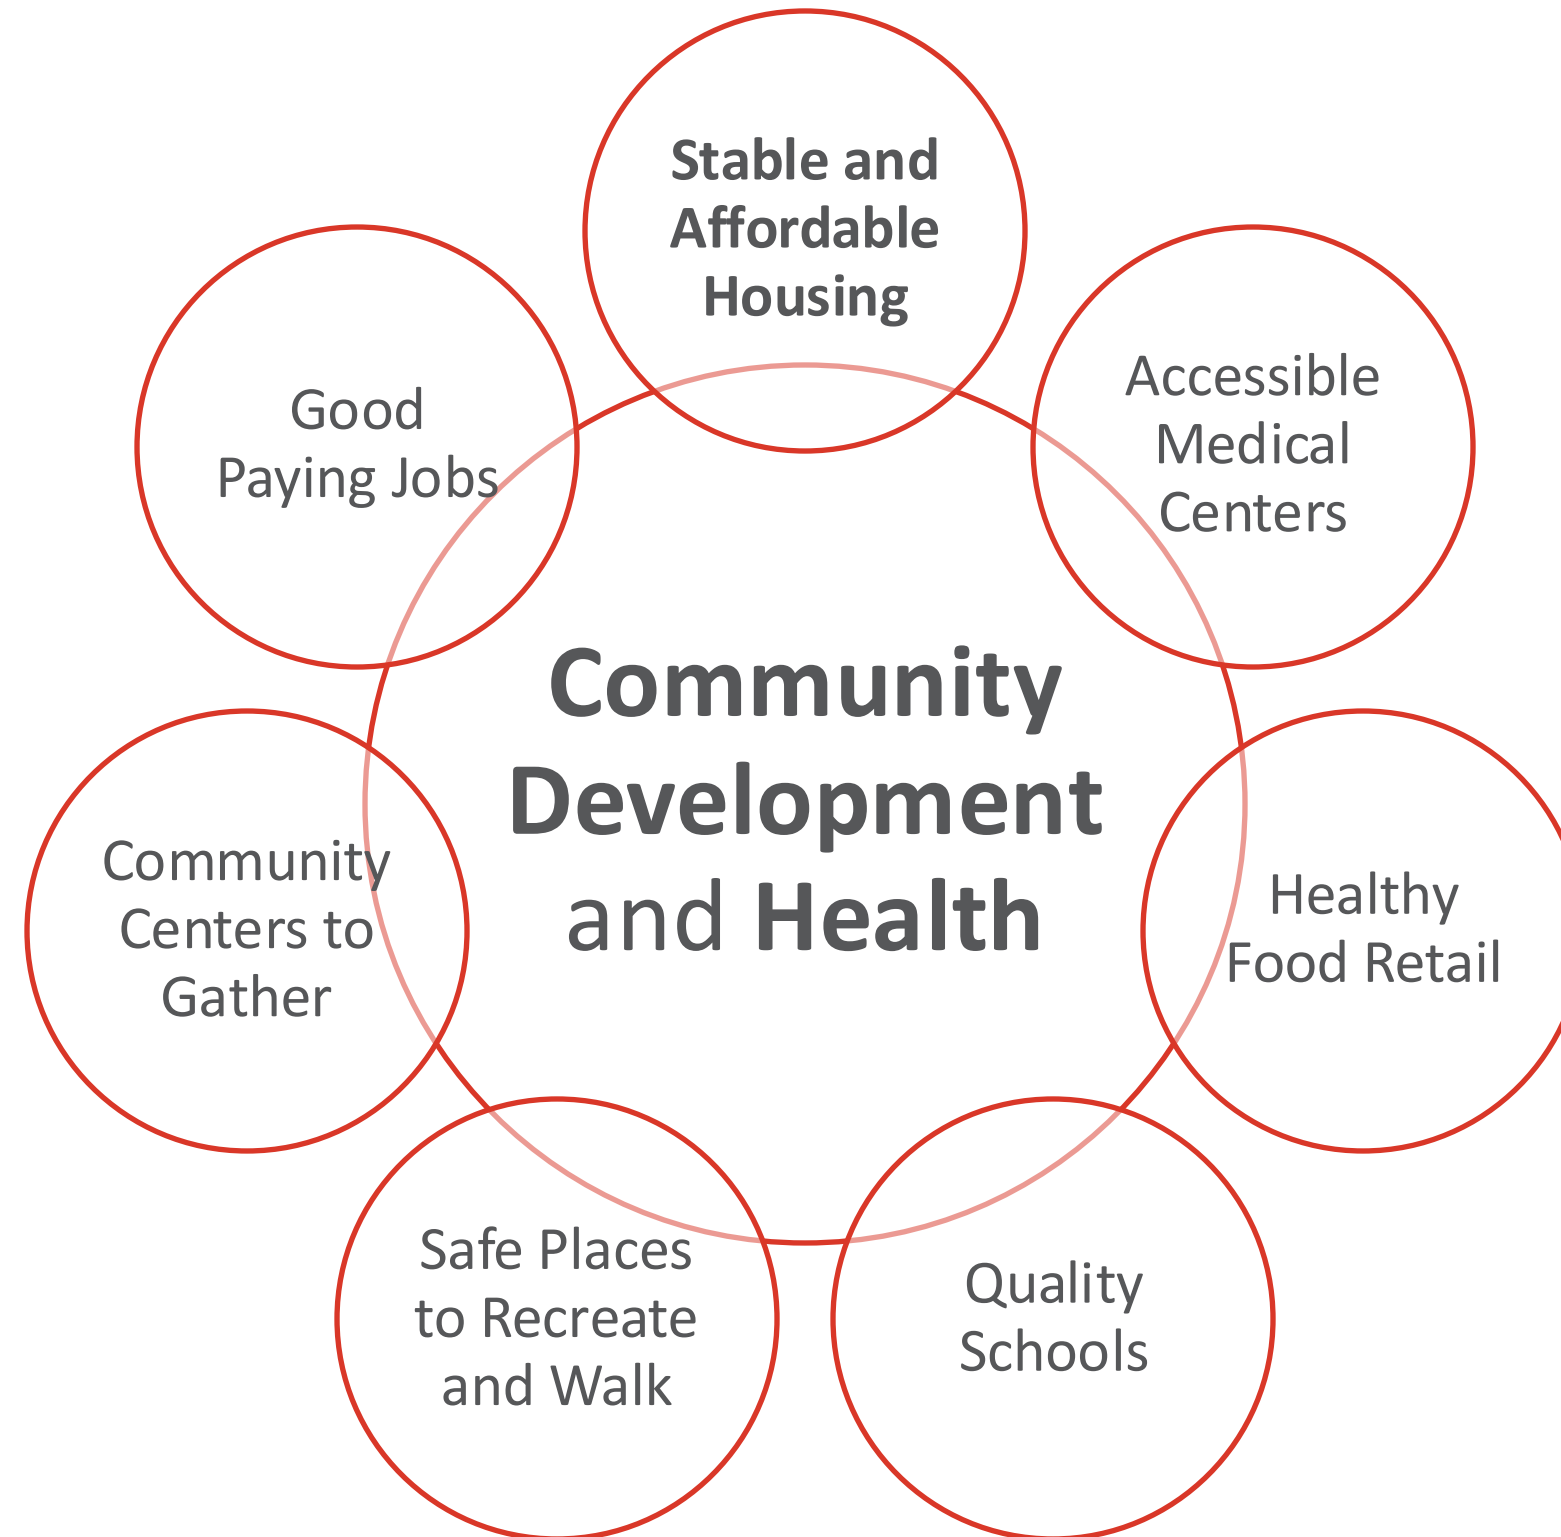 Stable and
Affordable
Housing
Accessible
Medical
Centers
Healthy
Food Retail
Quality
Schools
Safe Places
to Recreate
and Walk
Community
Centers to
Gather
Good
Paying Jobs
Community
Development
and Health